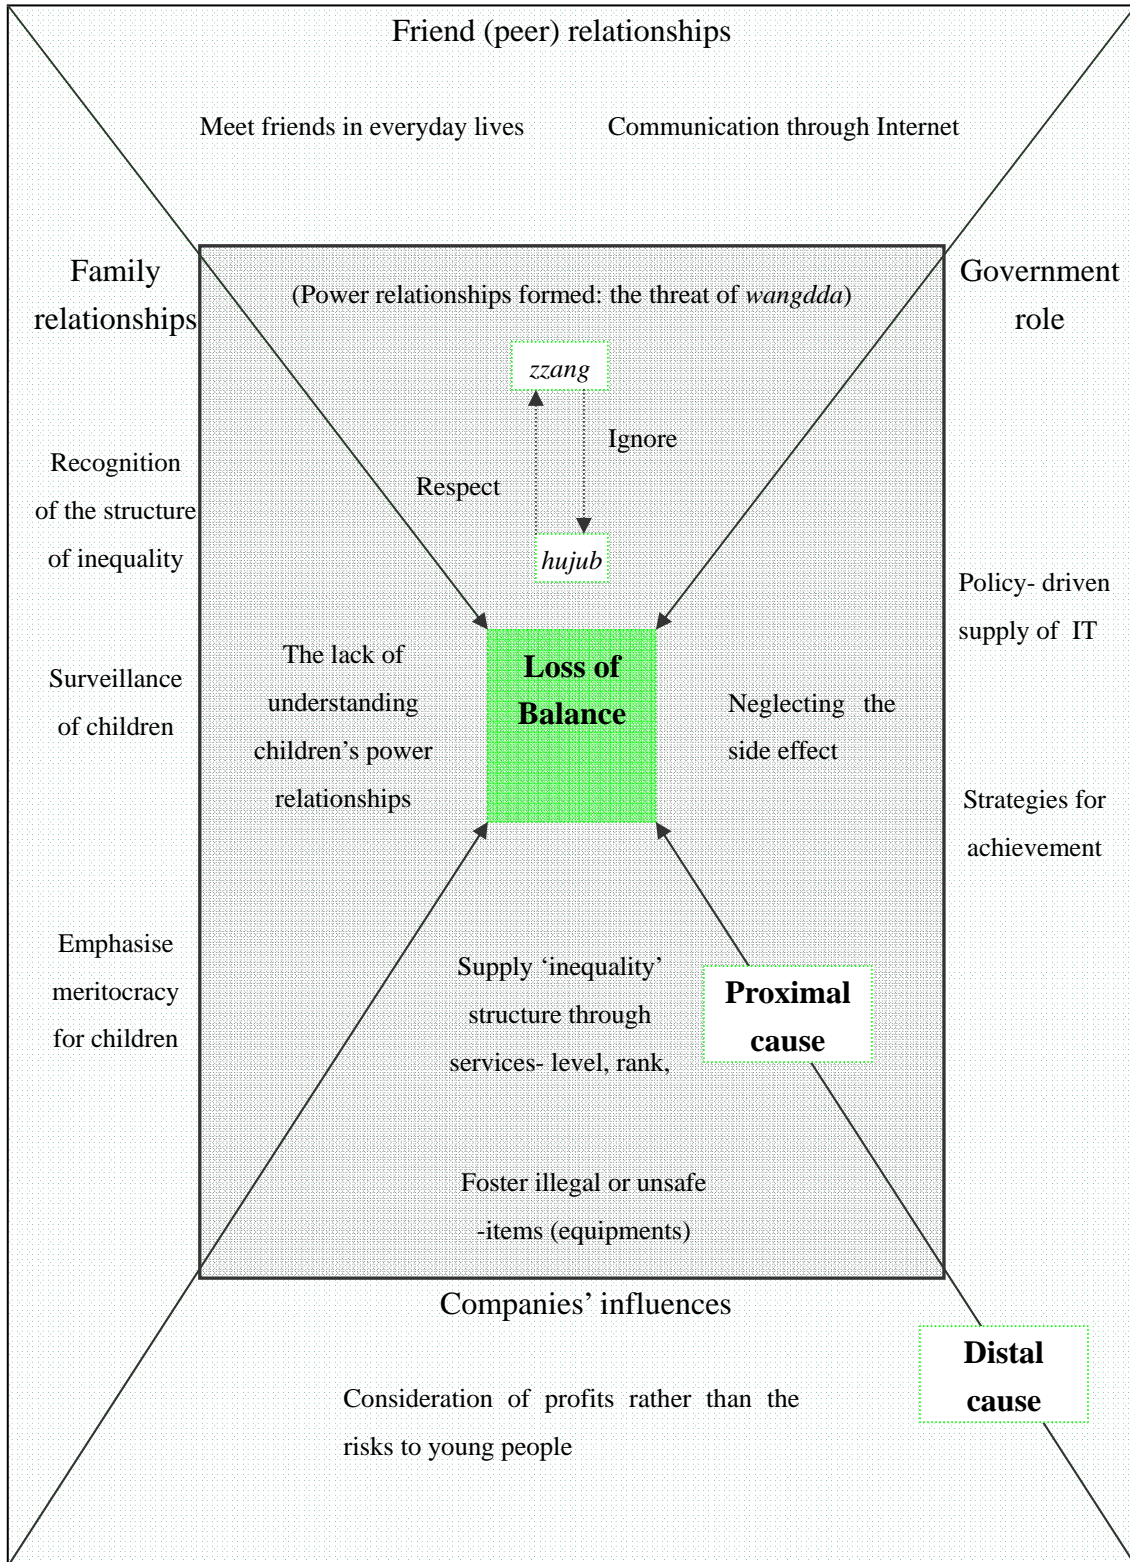 Friend (peer) relationships
Meet friends in everyday lives
Communication through Internet
Family
relationships
Government
role
(Power relationships formed: the threat of wangdda)
zzang
Ignore
Respect
hujub
Recognition
of the structure
of inequality
Surveillance
of children
Emphasise
meritocracy
for children
The lack of
understanding
children’s power
relationships
Loss of
Balance
Neglecting the
side effect
Policy- driven
supply of IT
Strategies for
achievement
Supply ‘inequality’
structure through
services- level, rank,
Proximal
cause
Foster illegal or unsafe
-items (equipments)
Companies’ influences
Distal
cause
Consideration of profits rather than the
risks to young people